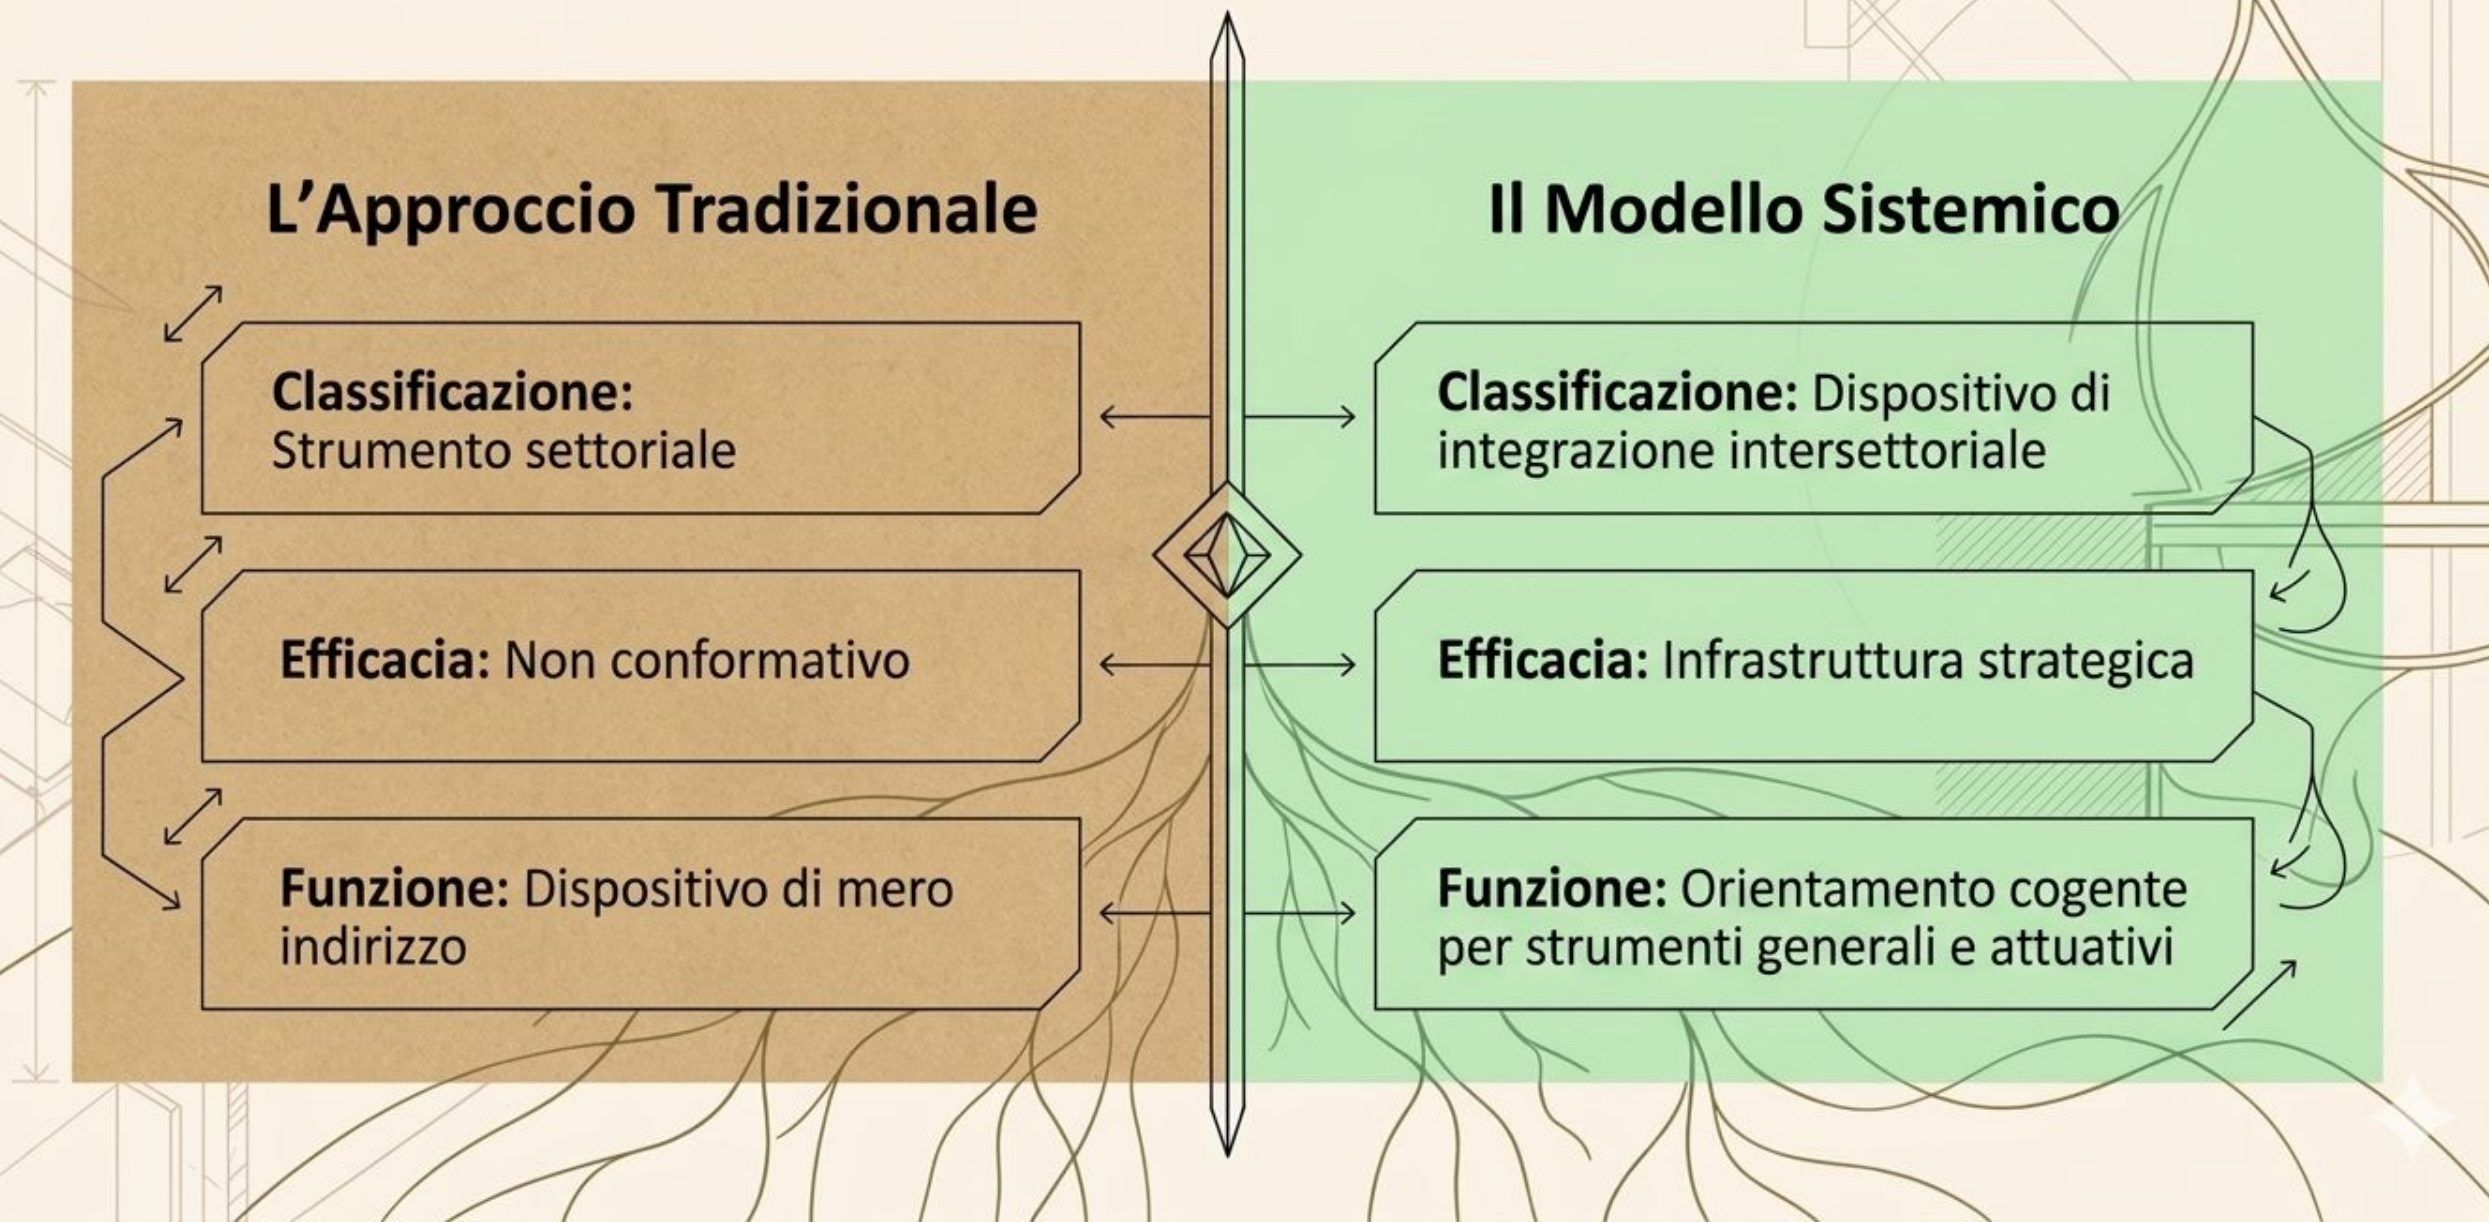 L’Approccio Tradizionale
Classificazione:
Strumento settoriale
Efficacia: Non conformativo
Funzione: Dispositivo di mero
indirizzo
Il Modello Sistemico
Classificazione: Dispositivo di
integrazione intersettoriale
Efficacia: Infrastruttura strategica
Funzione: Orientamento cogente
per strumenti generali e attuativi